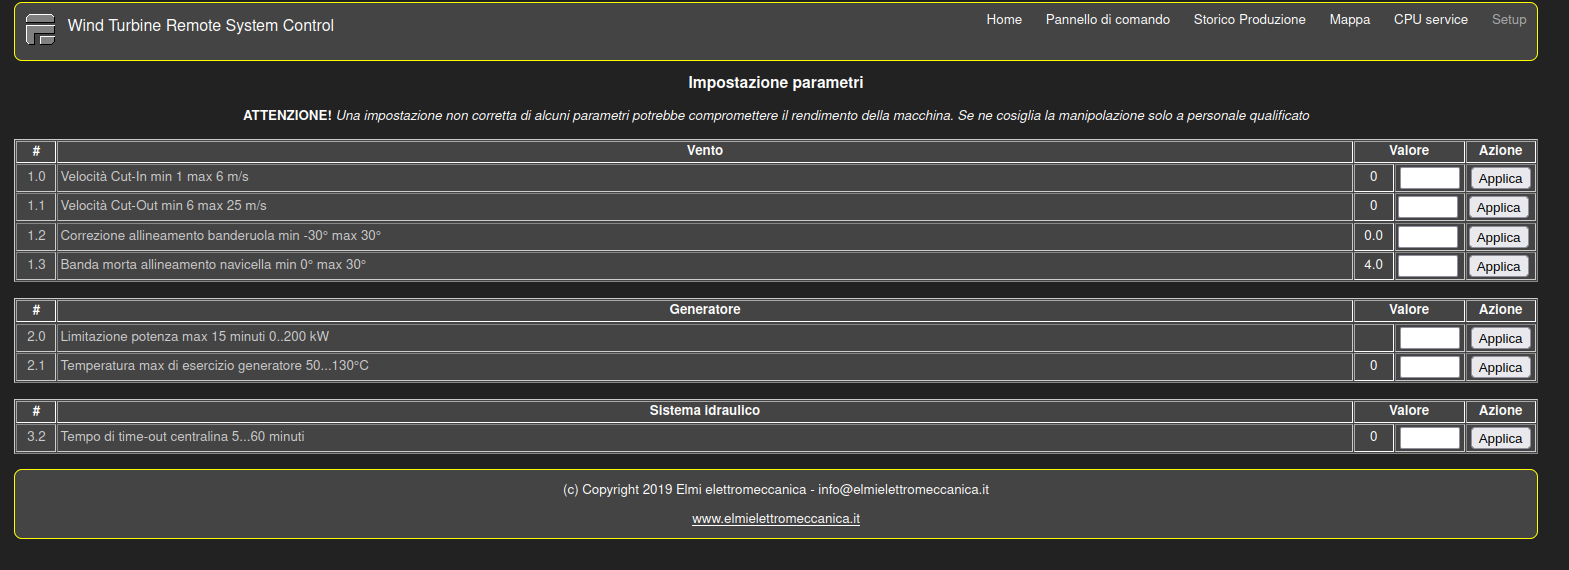 Wind Turbine Remote System Control
Home Pannello di comando Storico Produzione Mappa CPU service Setup
Impostazione parametri
ATTENZIONE! Una impostazione non corretta di alcuni parametri potrebbe compromettere il rendimento della macchina. Se ne cosiglia la manipolazione solo a personale qualificato
# Vento Valore Azione
1.0 Velocità Cut-In min 1 max 6 m/s 0 Applica
1.1 Velocità Cut-Out min 6 max 25 m/s 0 Applica
1.2 Correzione allineamento banderuola min -30° max 30° 0.0 Applica
1.3 Banda morta allineamento navicella min 0° max 30° 4.0 Applica
# Generatore Valore Azione
2.0 Limitazione potenza max 15 minuti 0..200 kW Applica
2.1 Temperatura max di esercizio generatore 50...130°C 0 Applica
# Sistema idraulico Valore Azione
3.2 Tempo di time-out centralina 5...60 minuti 0 Applica
(c) Copyright 2019 Elmi elettromeccanica - info@elmielettromeccanica.it
www.elmielettromeccanica.it